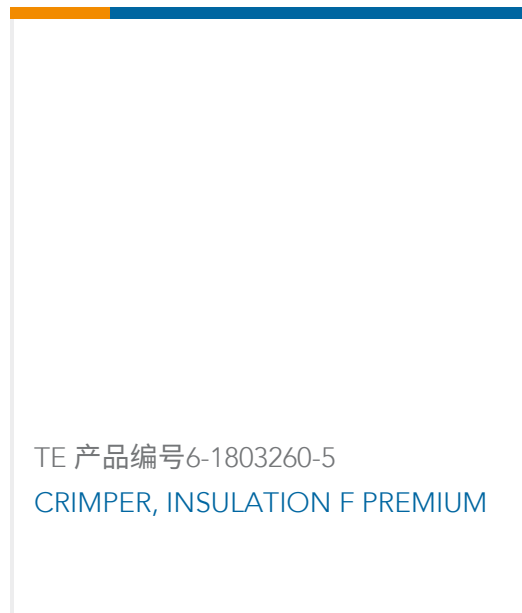 TE 产品编号6-1803260-5
CRIMPER, INSULATION F PREMIUM